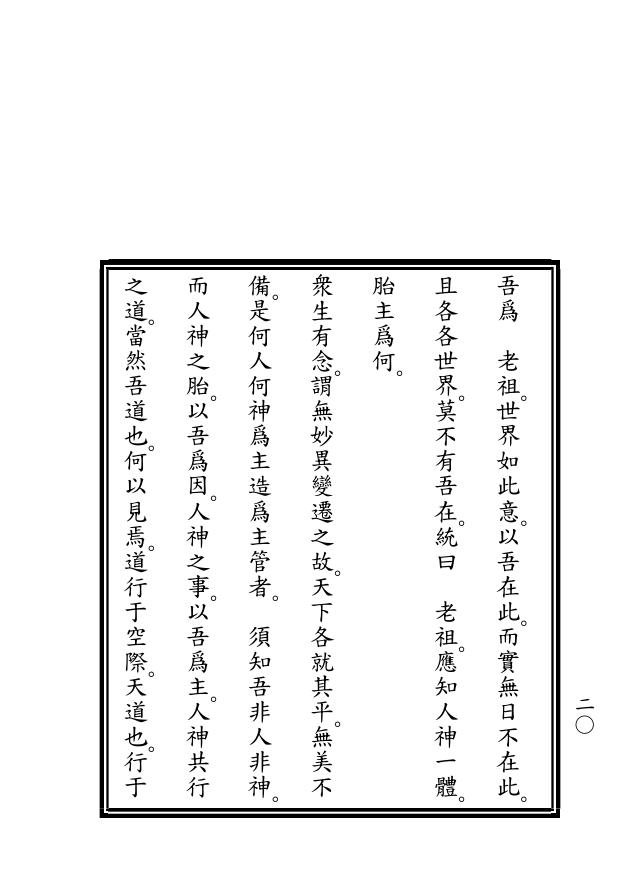 吾爲　老祖。世界如此意。以吾在此。而實無日不在此。
且各各世界。莫不有吾在。統曰　老祖。應知人神一體。
胎主爲何。
衆生有念。謂無妙異變遷之故。天下各就其平。無美不
備。是何人何神爲主造爲主管者。　須知吾非人非神。
而人神之胎。以吾爲因。人神之事。以吾爲主。人神共行
之道。當然吾道也。何以見焉。道行于空際。天道也。行于
二〇